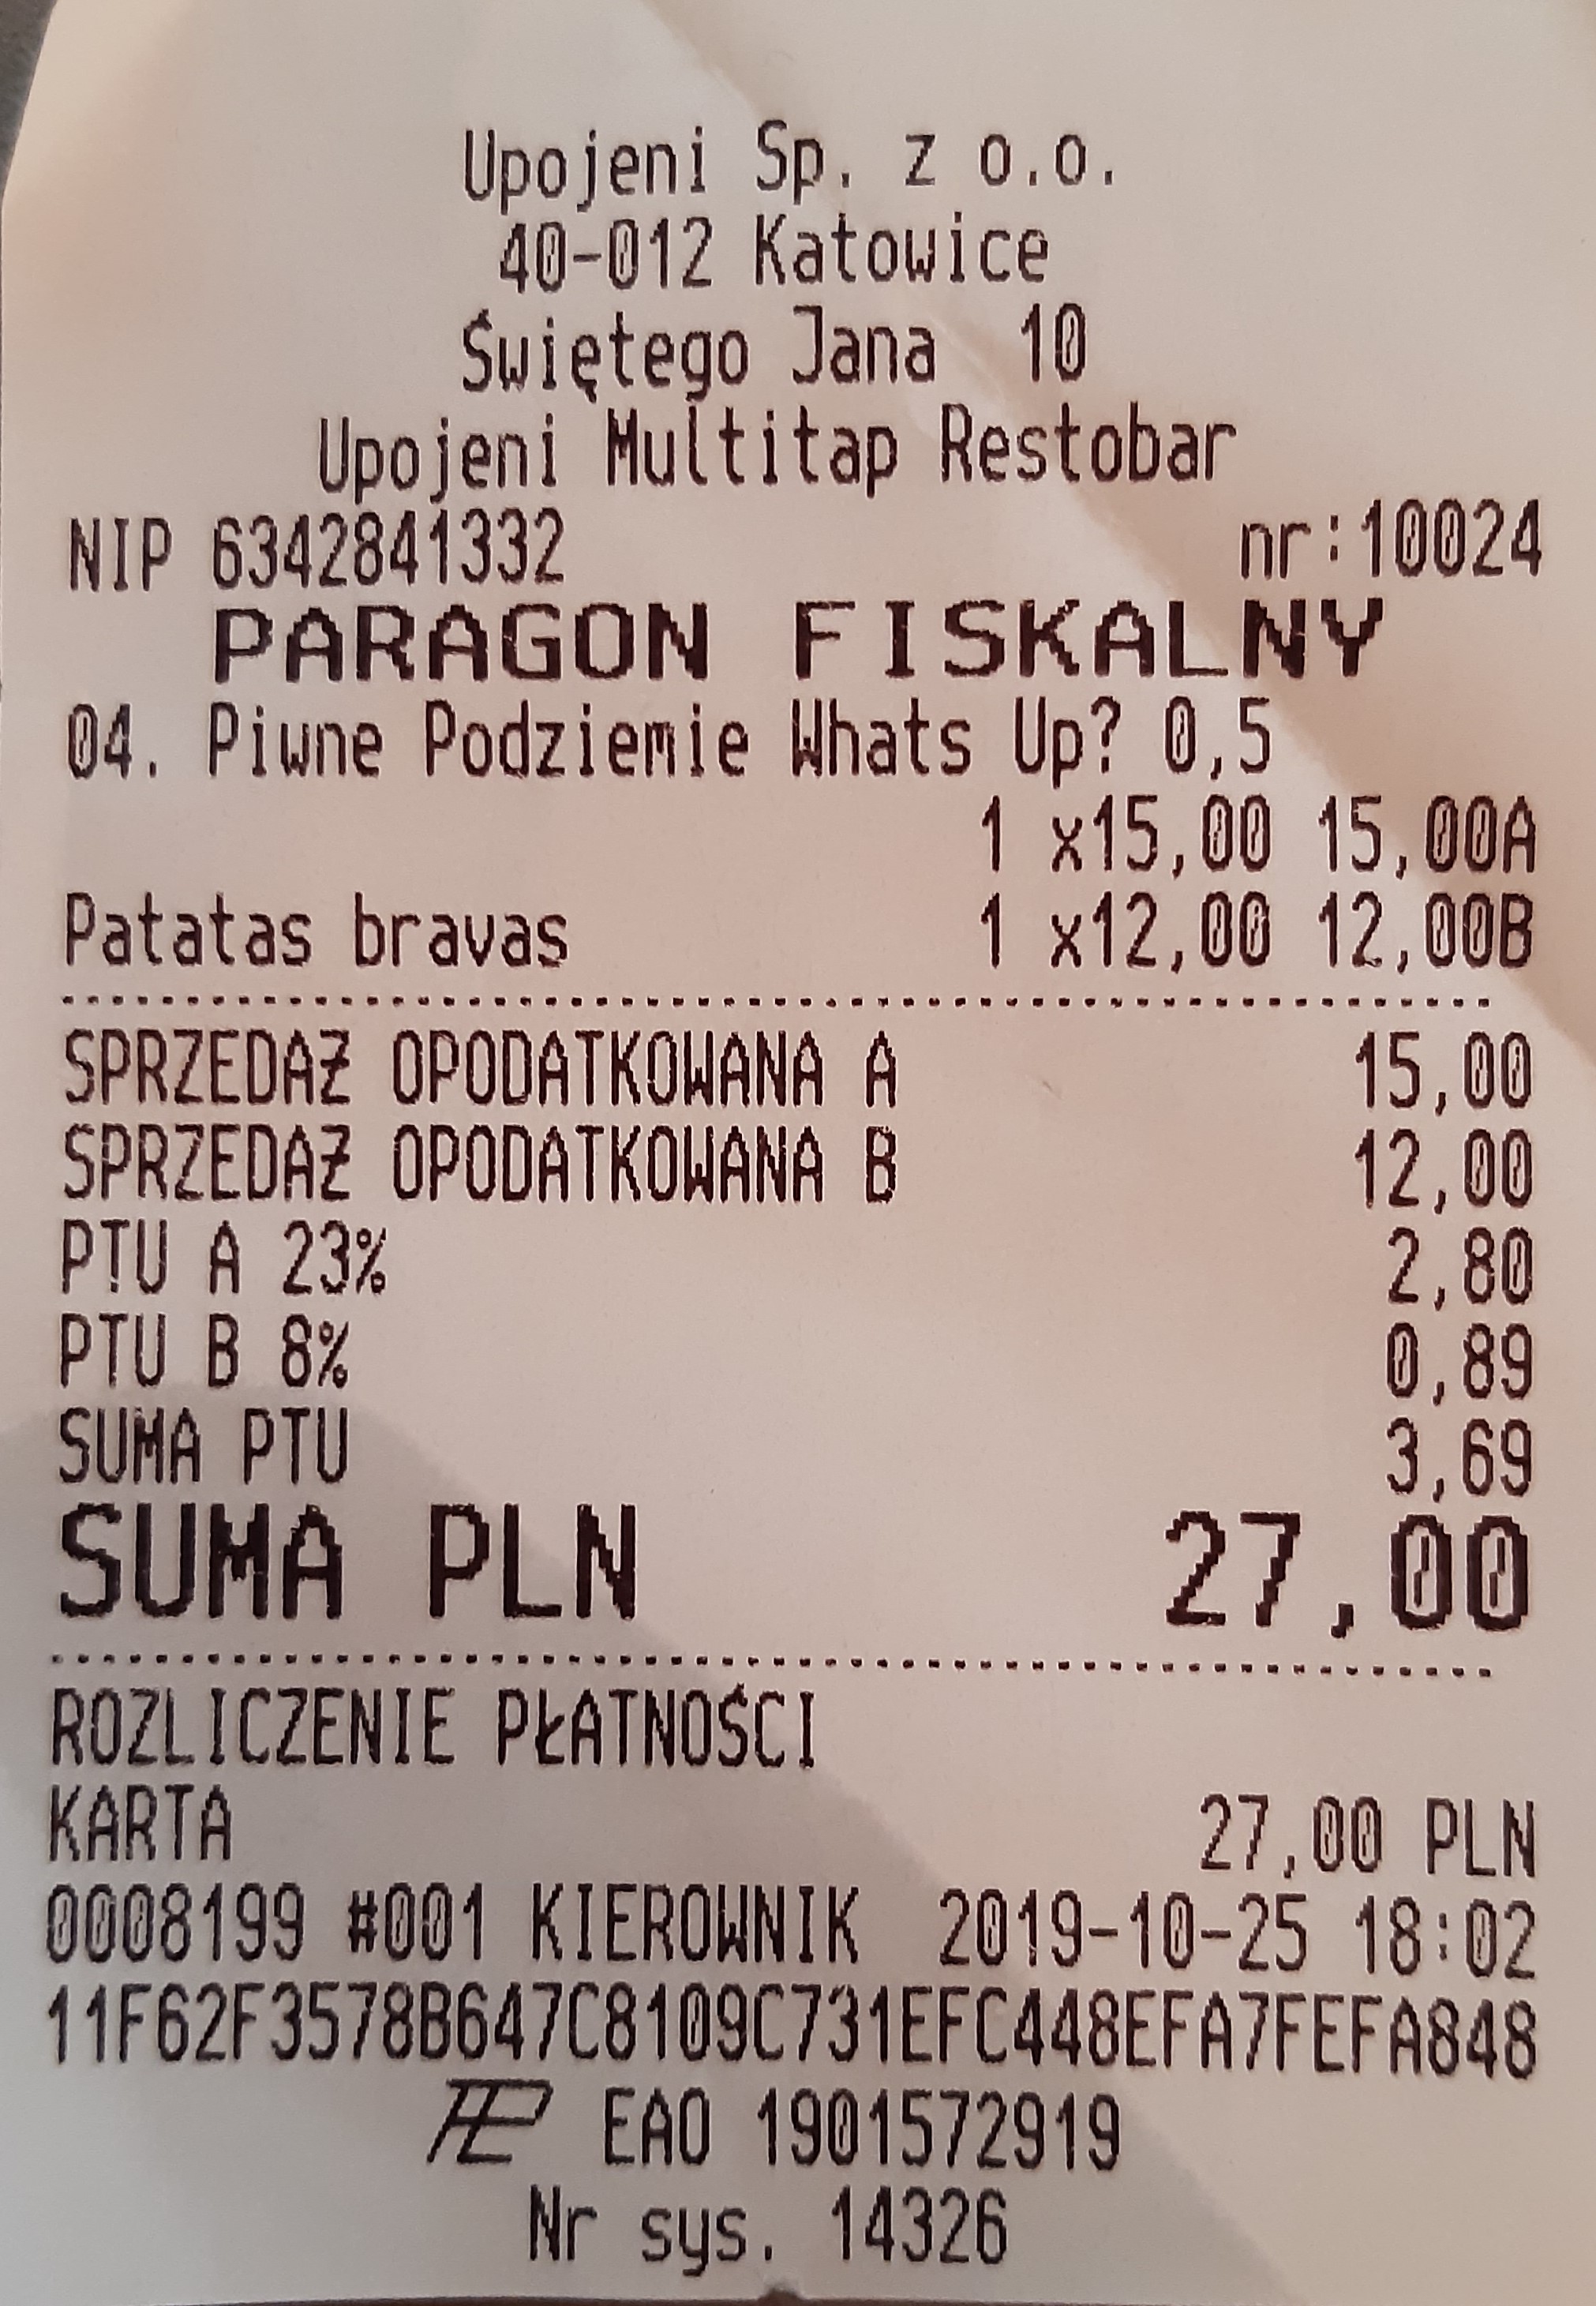 Upojeni Sp. z o.o.
40-012 Katowice
Świętego Jana 10
Upojeni Multitap Restobar
NIP 6342841332 nr:10024
PARAGON FISKALNY
04. Piwne Podziemie Whats Up? 0,5
1 x15,00 15,00A
Patatas bravas 1 x12,00 12,00B
SPRZEDAŻ OPODATKOWANA A 15,00
SPRZEDAŻ OPODATKOWANA B 12,00
PTU A 23% 2,80
PTU B 8% 0,89
SUMA PTU 3,69
SUMA PLN 27,00
ROZLICZENIE PŁATNOŚCI
KARTA 27,00 PLN
0008199 #001 KIEROWNIK 2019-10-25 18:02
11F62F3578B647C8109C731EFC448EFA7FEFA848
EAO 1901572919
Nr sys. 14326